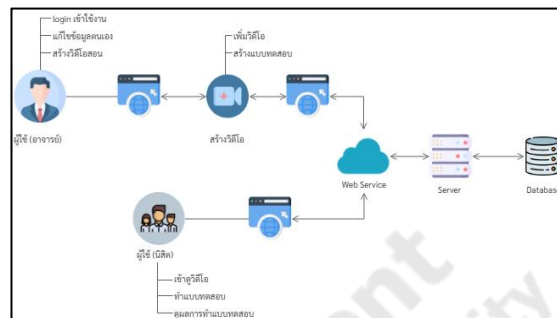 login เข้าใช้งาน
แก้ไขข้อมูลตนเอง
สร้างวิดีโอสอน
ผู้ใช้ (อาจารย์)
เพิ่มวิดีโอ
สร้างแบบทดสอบ
สร้างวิดีโอ
Web Service
Server
Database
ผู้ใช้ (นิสิต)
เข้าดูวิดีโอ
ทำแบบทดสอบ
ดูผลการทำแบบทดสอบ